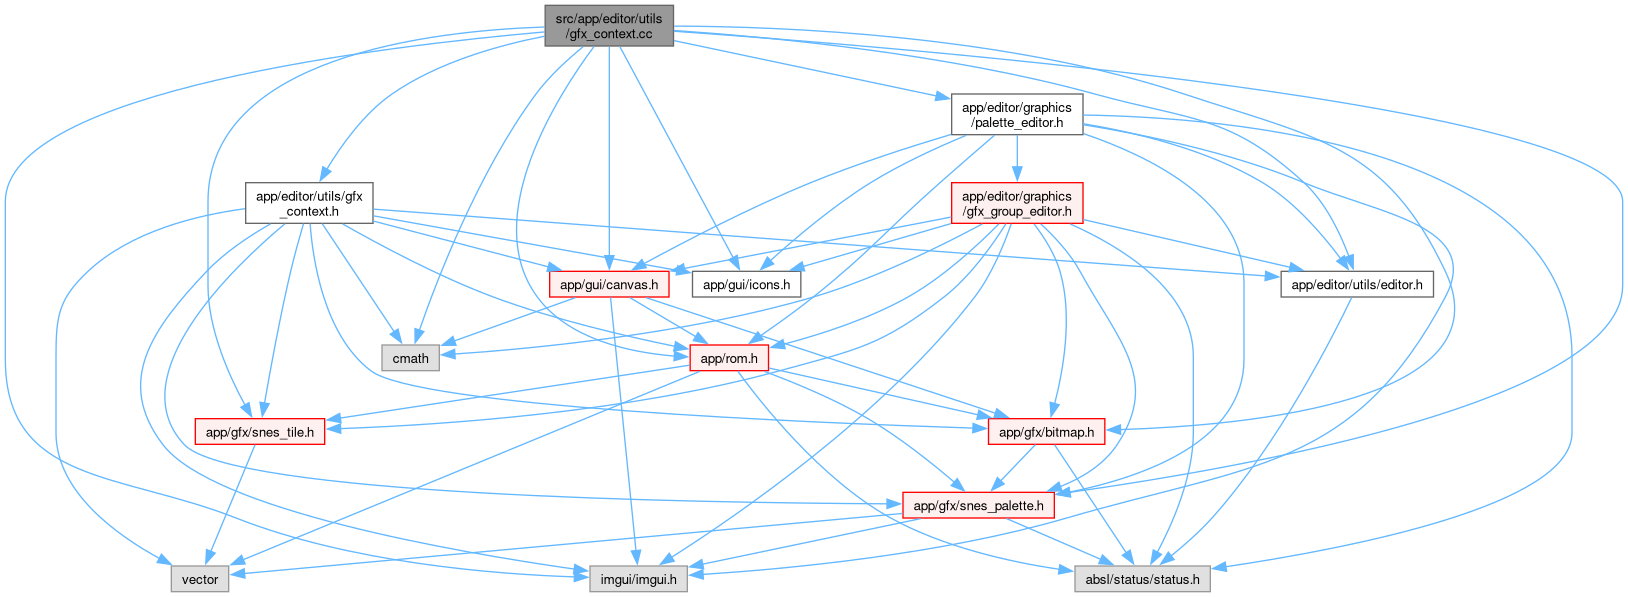 src/app/editor/utils
/gfx_context.cc
app/editor/graphics
/palette_editor.h
app/editor/utils/gfx
_context.h
app/editor/graphics
/gfx_group_editor.h
app/gui/canvas.h
app/gui/icons.h
app/editor/utils/editor.h
cmath
app/rom.h
app/gfx/snes_tile.h
app/gfx/bitmap.h
app/gfx/snes_palette.h
vector
imgui/imgui.h
absl/status/status.h